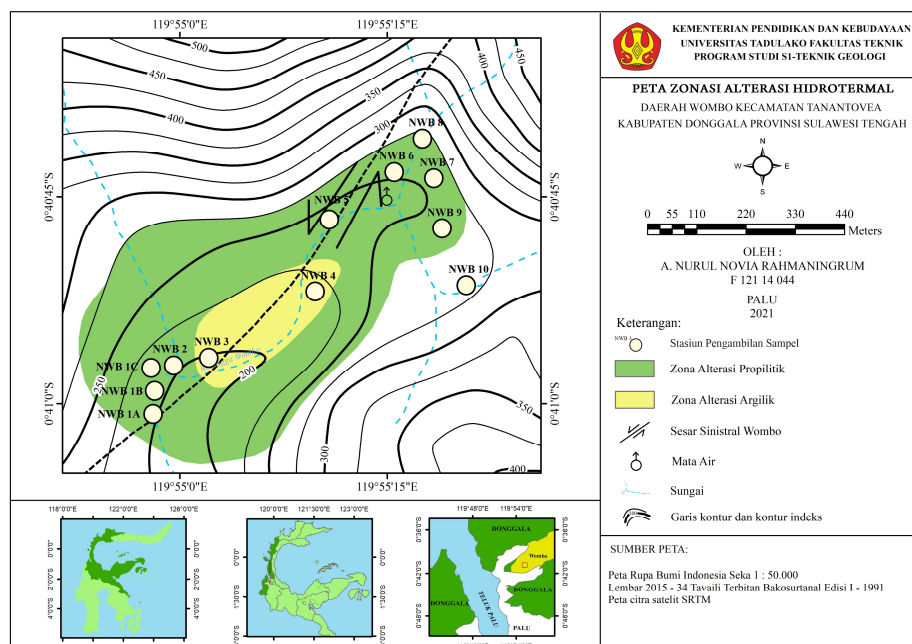 119°55'0"E
119°55'15"E
0°40'45"S
0°41'0"S
0°40'45"S
0°41'0"S
119°55'0"E
119°55'15"E
500
450
400
350
300
400
450
250
200
300
350
400
NWB 8
NWB 6
NWB 7
NWB 5
NWB 9
NWB 10
NWB 4
NWB 3
NWB 2
NWB 1C
NWB 1B
NWB 1A
KEMENTERIAN PENDIDIKAN DAN KEBUDAYAAN
UNIVERSITAS TADULAKO FAKULTAS TEKNIK
PROGRAM STUDI S1-TEKNIK GEOLOGI
PETA ZONASI ALTERASI HIDROTERMAL
DAERAH WOMBO KECAMATAN TANANTOVEA
KABUPATEN DONGGALA PROVINSI SULAWESI TENGAH
N
W E
S
0 55 110 220 330 440
Meters
OLEH :
A. NURUL NOVIA RAHMANINGRUM
F 121 14 044
PALU
2021
Keterangan:
Stasiun Pengambilan Sampel
Zona Alterasi Propilitik
Zona Alterasi Argilik
Sesar Sinistral Wombo
Mata Air
Sungai
Garis kontur dan kontur indeks
SUMBER PETA:
Peta Rupa Bumi Indonesia Seka 1 : 50.000
Lembar 2015 - 34 Tavaili Terbitan Bakosurtanal Edisi I - 1991
Peta citra satelit SRTM
118°0'0"E 122°0'0"E 126°0'0"E
2°0'0"N
0°0'0"
2°0'0"S
4°0'0"S
120°0'0"E 121°30'0"E 123°0'0"E
0°0'0"
1°30'0"S
119°48'0"E 119°54'0"E
0°36'0"S
0°42'0"S
0°48'0"S
DONGGALA
Wombo
DONGGALA
DONGGALA
TELUK PALU
PALU